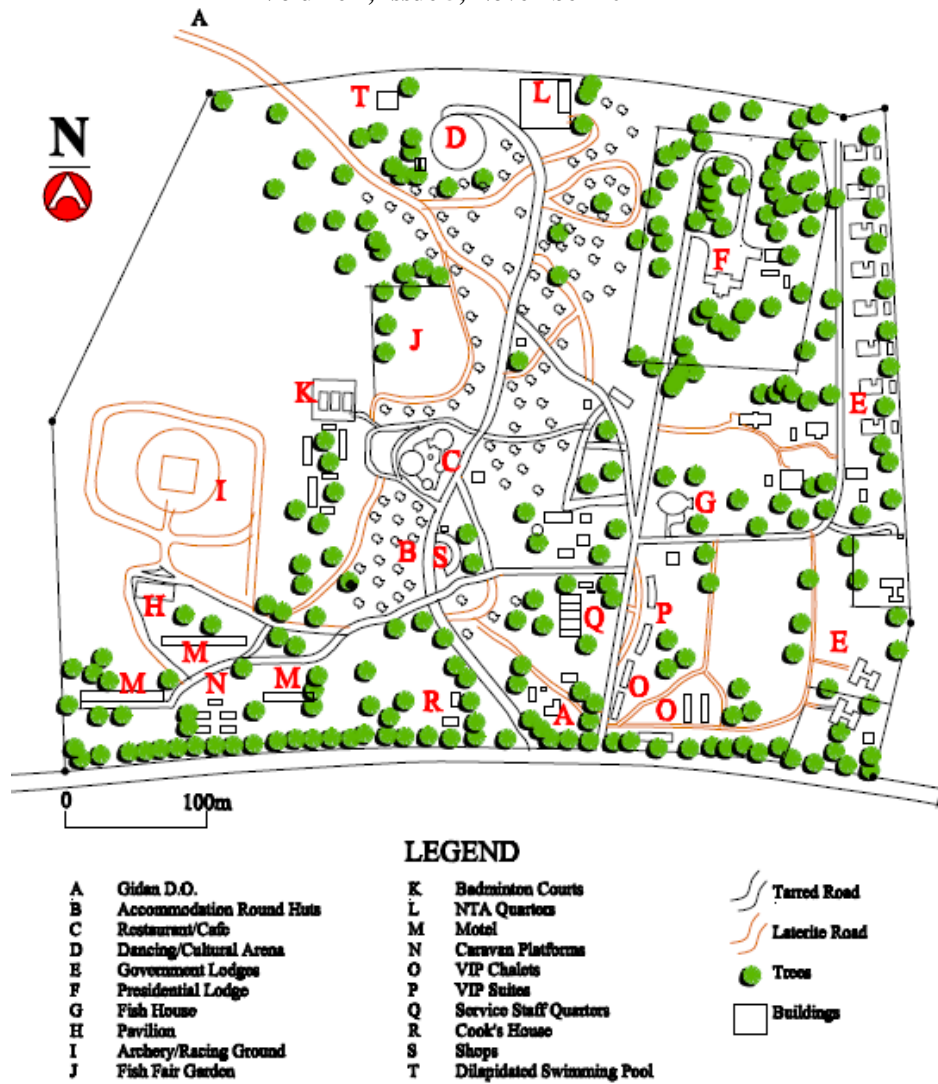 A
T
L
N
D
F
J
K
E
C
I
G
B
S
H
Q
P
M
E
M
N
M
O
R
A
O
0 100m
LEGEND
A Gidan D.O.
B Accommodation Round Huts
C Restaurant/Cafe
D Dancing/Cultural Arena
E Government Lodges
F Presidential Lodge
G Fish House
H Pavilion
I Archery/Racing Ground
J Fish Fair Garden
K Badminton Courts
L NTA Quarters
M Motel
N Caravan Platforms
O VIP Chalets
P VIP Suites
Q Service Staff Quarters
R Cook's House
S Shops
T Dilapidated Swimming Pool
Tarred Road
Laterite Road
Trees
Buildings